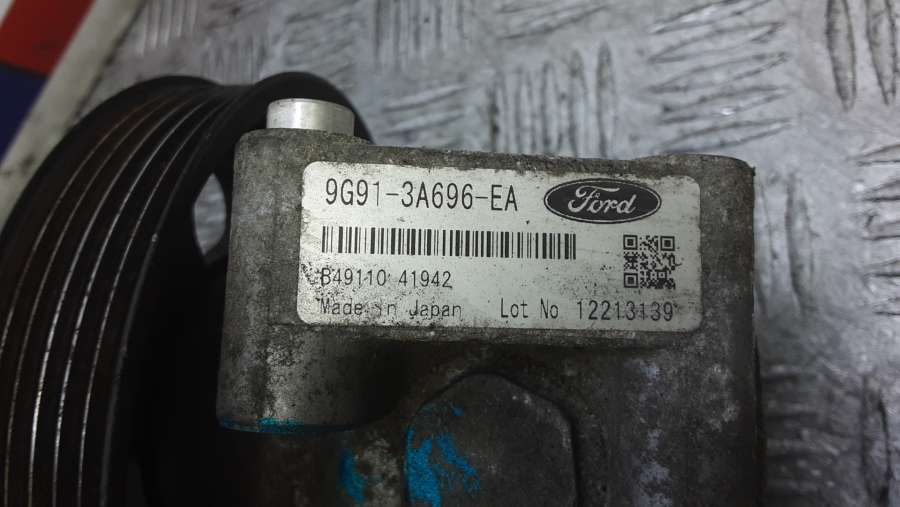 9G91-3A696-EA
Ford
B49110 41942
Made in Japan Lot No 12213139